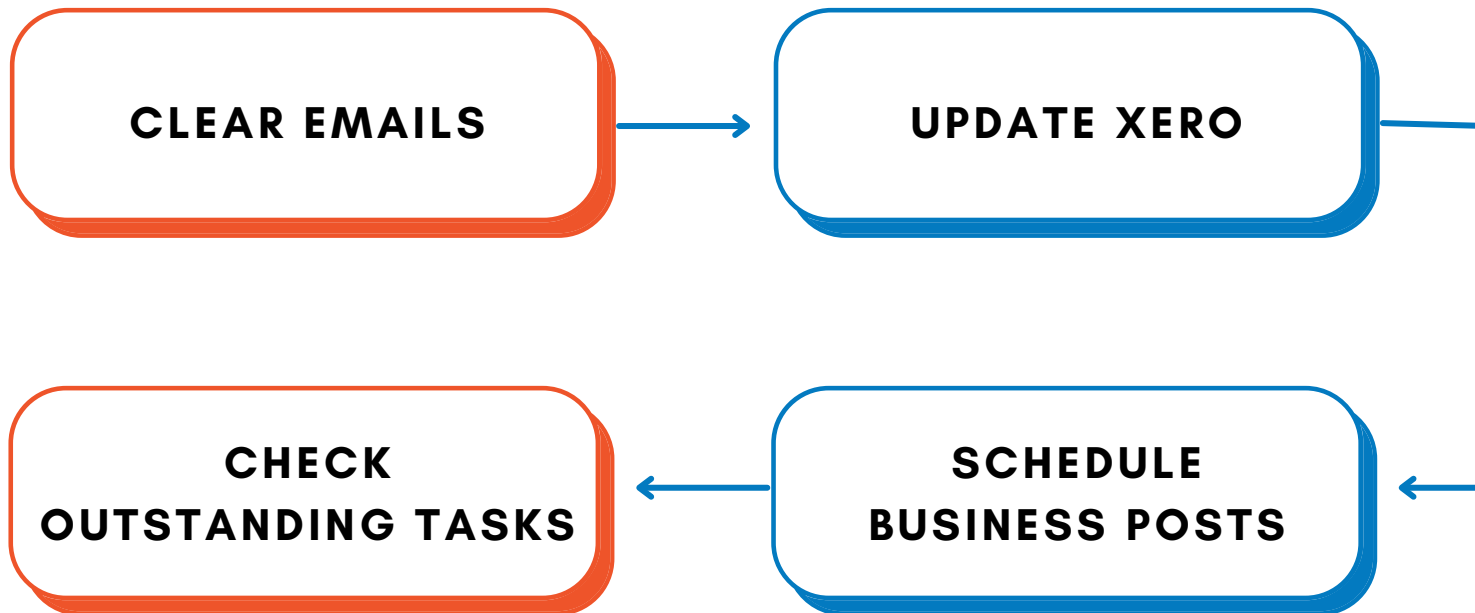 CLEAR EMAILS
UPDATE XERO
CHECK
OUTSTANDING TASKS
SCHEDULE
BUSINESS POSTS